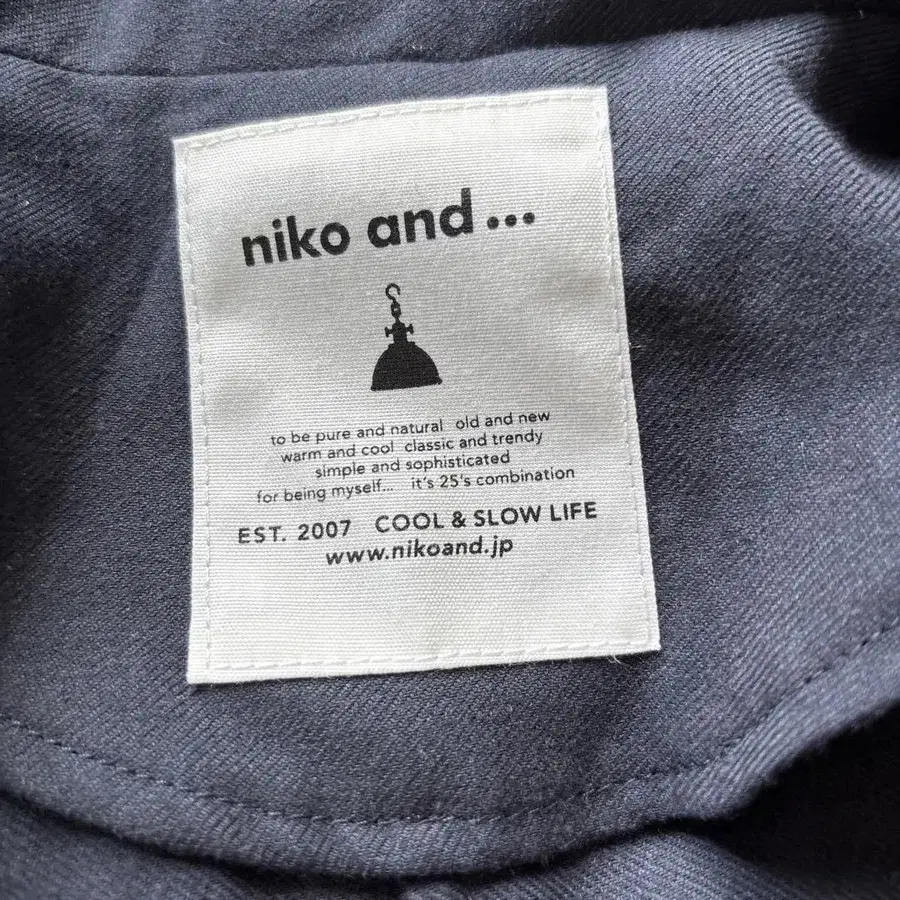 niko and ...
to be pure and natural old and new
warm and cool classic and trendy
simple and sophisticated
for being myself... it's 25's combination
EST. 2007 COOL & SLOW LIFE
www.nikoand.jp